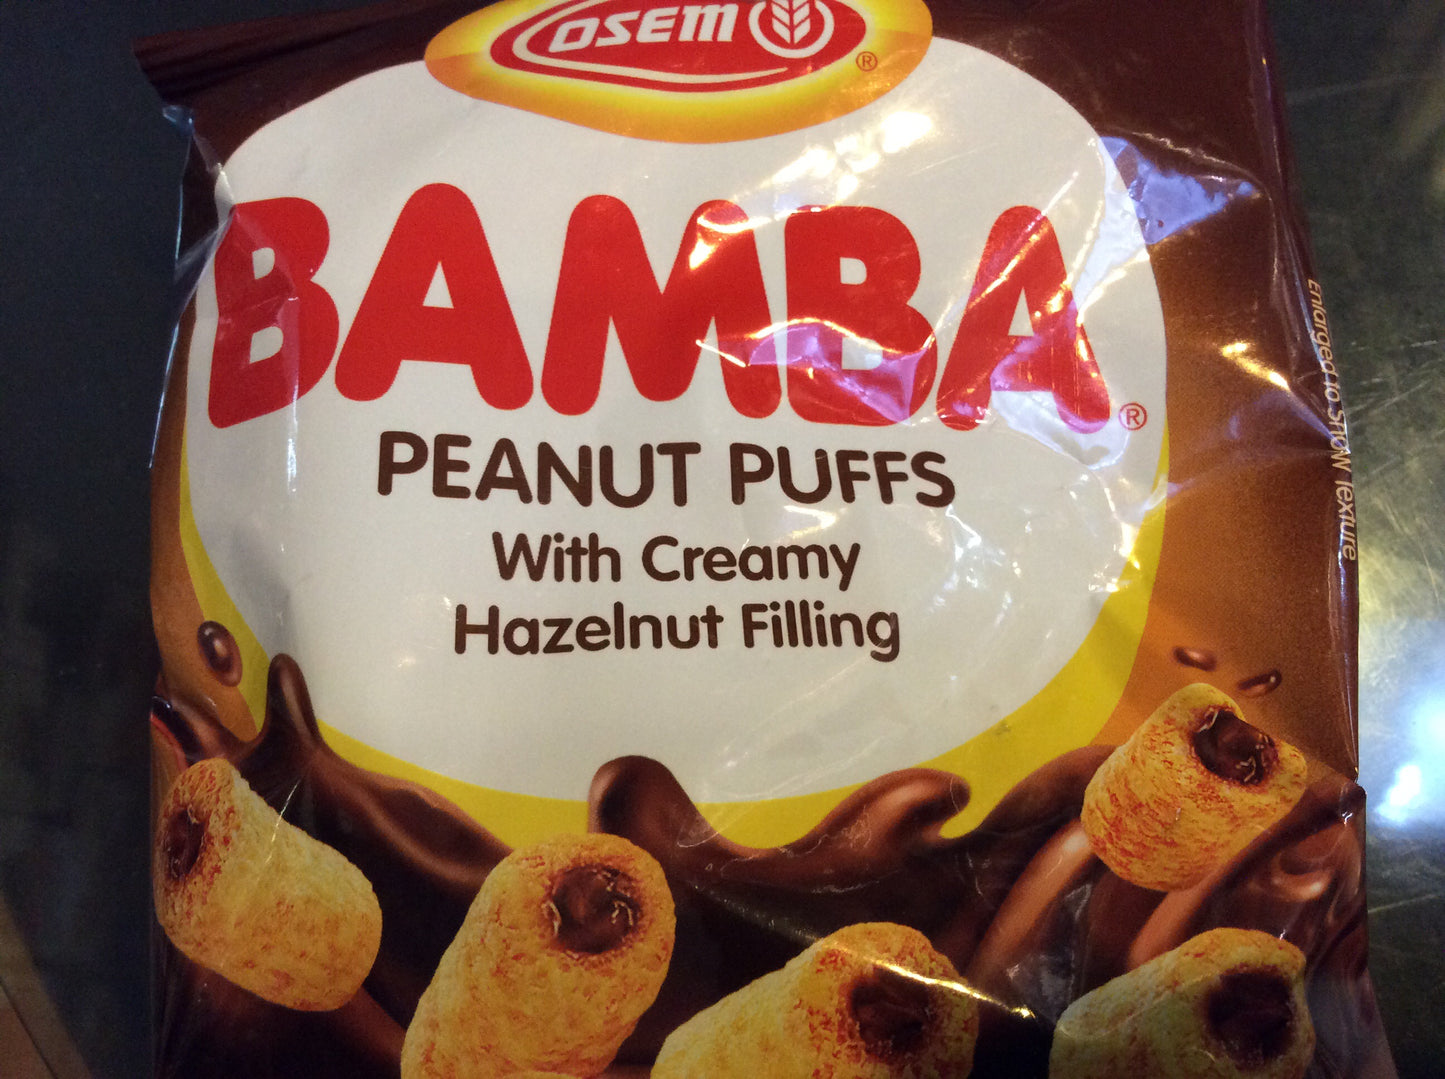 OSEM
®
BAMBA®
PEANUT PUFFS
With Creamy
Hazelnut Filling
Enlarged to Show Texture